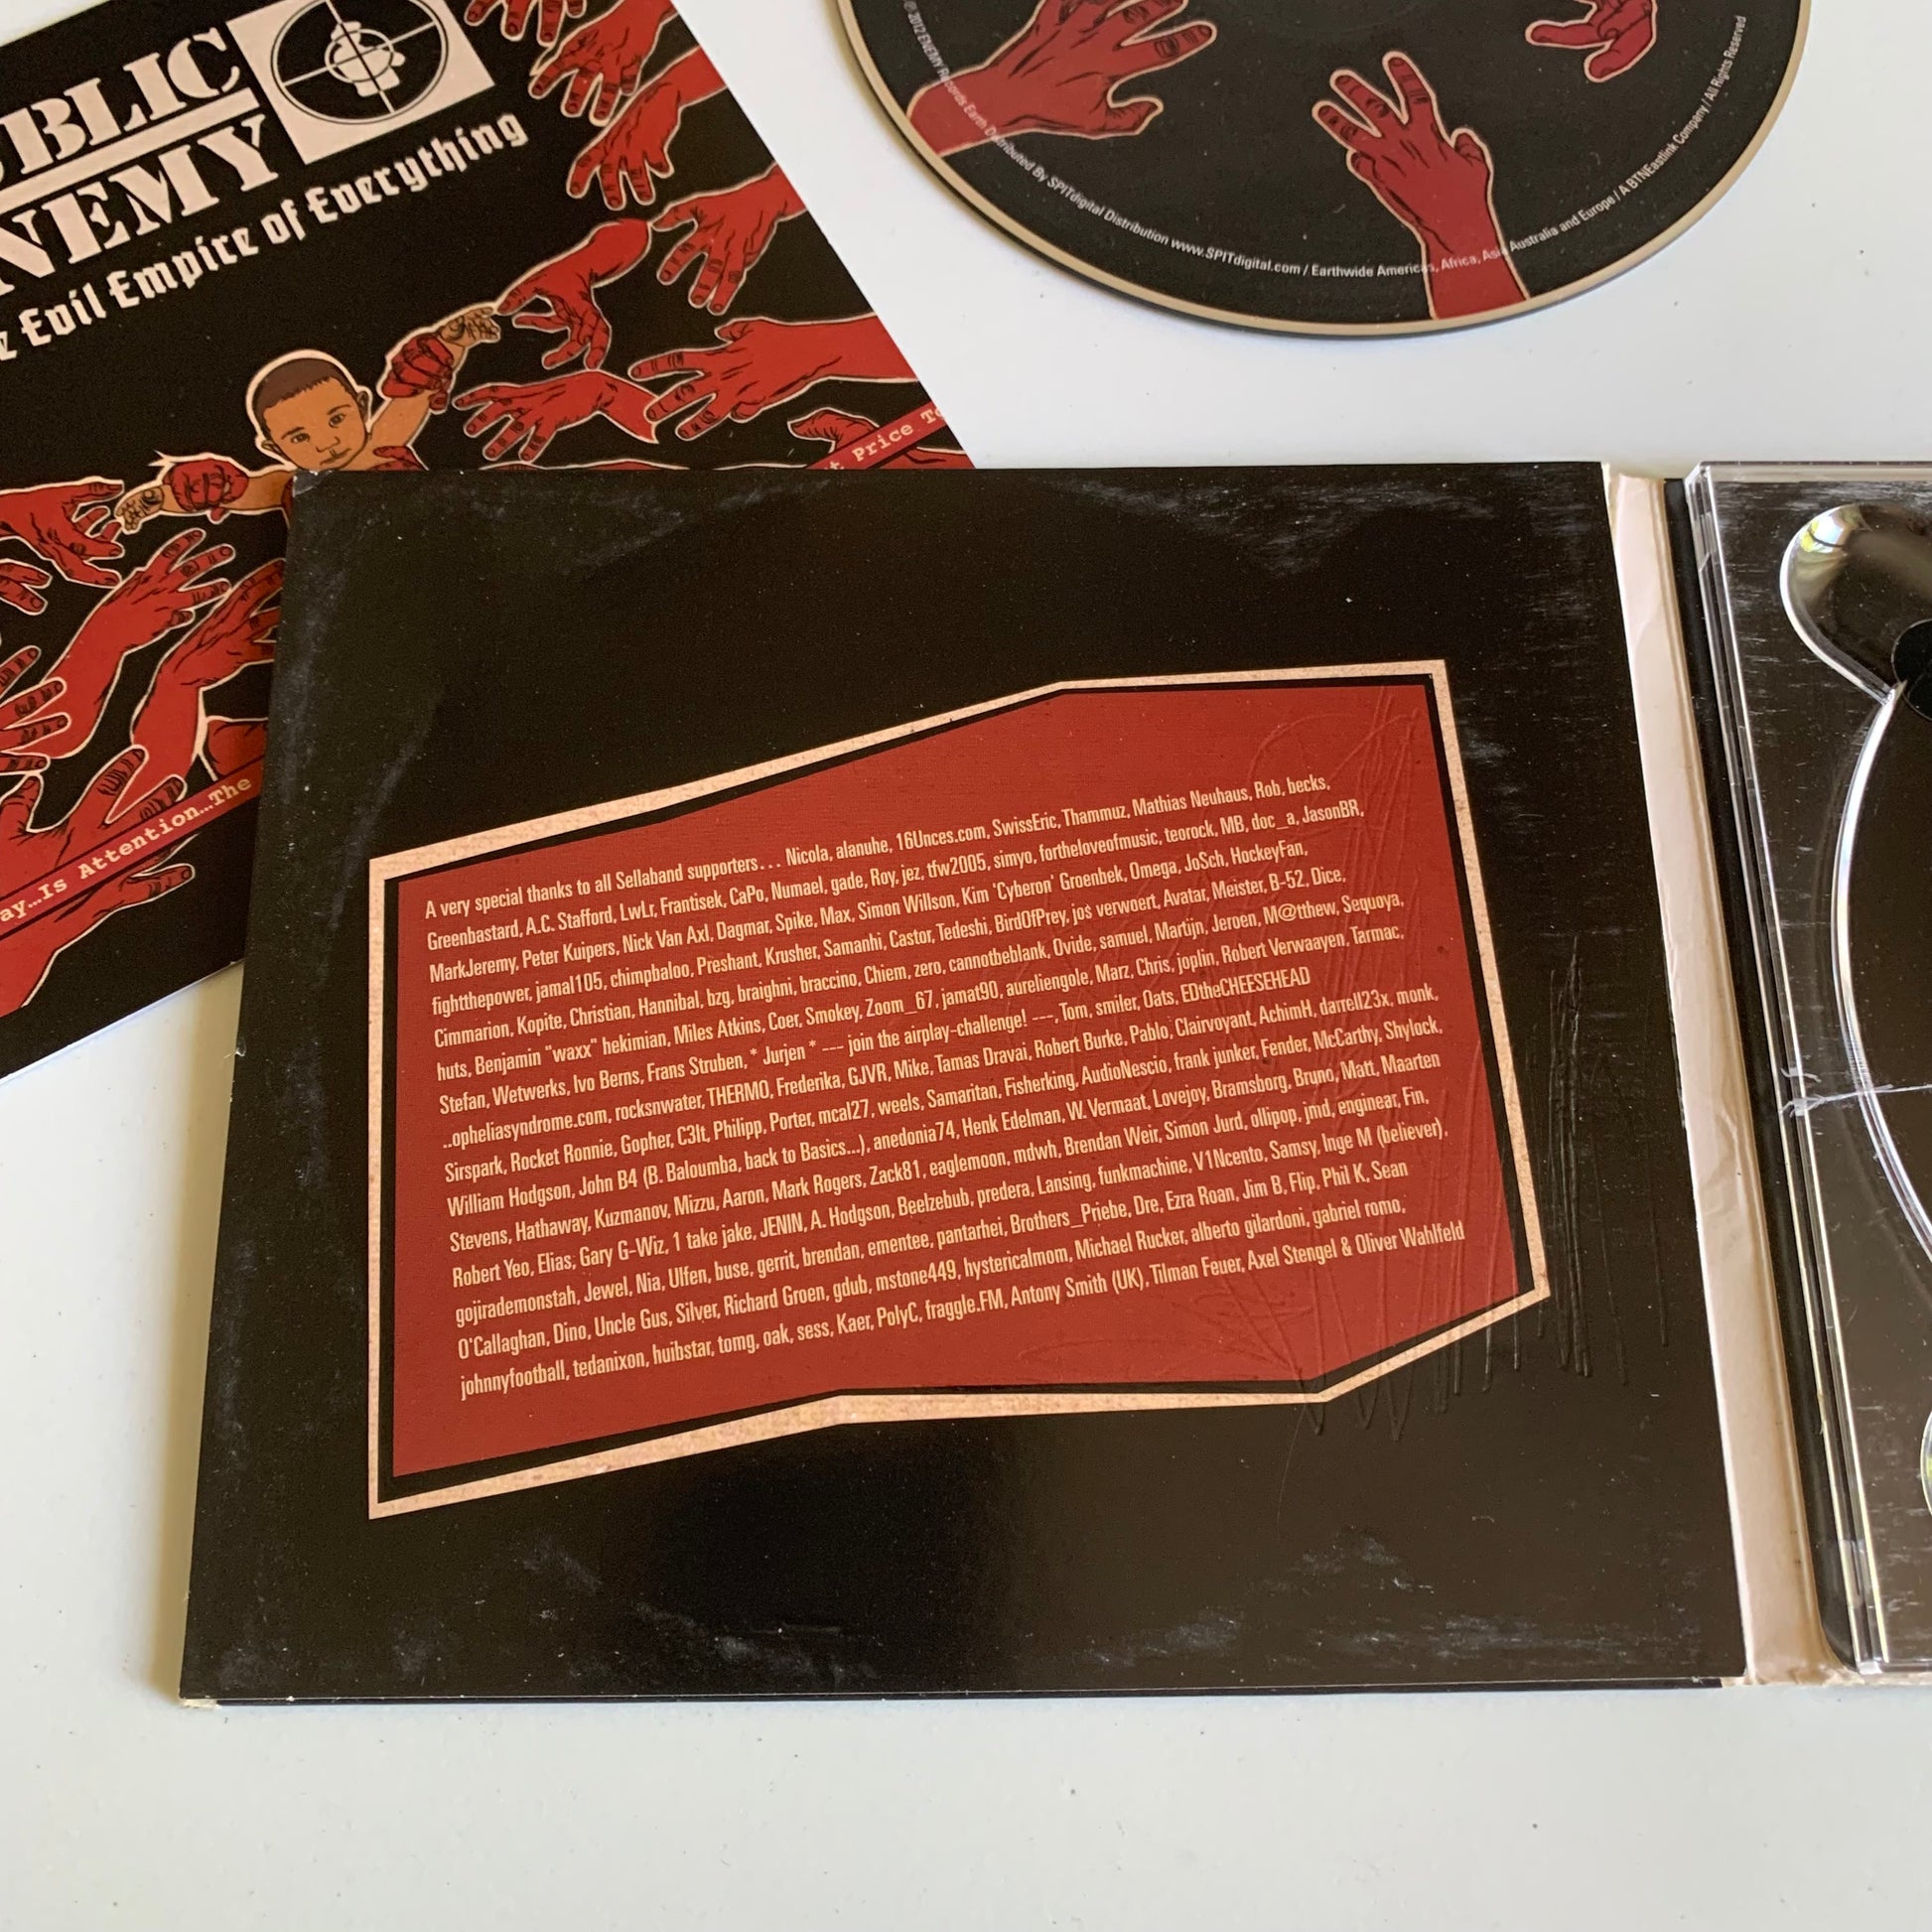 PUBLIC
ENEMY
Evil Empire of Everything
℗ 2012 ENEMY Records Earth Distributed By SPITdigital Distribution www.SPITdigital.com / Earthwide Americas, Africa, Asia Australia and Europe / A BTNEastlink Company / All Rights Reserved
Price
Is Attention...The
A very special thanks to all Sellaband supporters... Nicola, alanuhe, 16Unces.com, SwissEric, Thammuz, Mathias Neuhaus, Rob, becks,
Greenbastard, A.C. Stafford, LwLr, Frantisek, CaPo, Numael, gade, Roy, jez, tfw2005, simyo, fortheloveofmusic, teorock, MB, doc_a, JasonBR,
MarkJeremy, Peter Kuipers, Nick Van Axl, Dagmar, Spike, Max, Simon Willson, Kim 'Cyberon' Groenbek, Omega, JoSch, HockeyFan,
fightthepower, jamal105, chimpbaloo, Preshant, Krusher, Samanhi, Castor, Tedeshi, BirdOfPrey, jos verwoert, Avatar, Meister, B-52, Dice,
Cimmarion, Kopite, Christian, Hannibal, bzg, braighni, braccino, Chiem, zero, cannotbeblank, Ovide, samuel, Martijn, Jeroen, M@tthew, Sequoya,
huts, Benjamin "waxx" hekimian, Miles Atkins, Coer, Smokey, Zoom_67, jamat90, aureliengole, Marz, Chris, joplin, Robert Verwaayen, Tarmac,
Stefan, Wetwerks, Ivo Berns, Frans Struben, * Jurjen * --- join the airplay-challenge! ---, Tom, smiler, Oats, EDtheCHEESEHEAD
..opheliasyndrome.com, rocksnwater, THERMO, Frederika, GJVR, Mike, Tamas Dravai, Robert Burke, Pablo, Clairvoyant, AchimH, darrell23x, monk,
Sirspark, Rocket Ronnie, Gopher, C3lt, Philipp, Porter, mcal27, weels, Samaritan, Fisherking, AudioNescio, frank junker, Fender, McCarthy, Shylock,
William Hodgson, John B4 (B. Baloumba, back to Basics...), anedonia74, Henk Edelman, W. Vermaat, Lovejoy, Bramsborg, Bruno, Matt, Maarten
Stevens, Hathaway, Kuzmanov, Mizzu, Aaron, Mark Rogers, Zack81, eaglemoon, mdwh, Brendan Weir, Simon Jurd, ollipop, jmd, enginear, Fin,
Robert Yeo, Elias; Gary G-Wiz, 1 take jake, JENIN, A. Hodgson, Beelzebub, predera, Lansing, funkmachine, V1Ncento, Samsy, Inge M (believer),
gojirademonstah, Jewel, Nia, Ulfen, buse, gerrit, brendan, ementee, pantarhei, Brothers_Priebe, Dre, Ezra Roan, Jim B, Flip, Phil K, Sean
O'Callaghan, Dino, Uncle Gus, Silver, Richard Groen, gdub, mstone449, hystericalmom, Michael Rucker, alberto gilardoni, gabriel romo,
johnnyfootball, tedanixon, huibstar, tomg, oak, sess, Kaer, PolyC, fraggle.FM, Antony Smith (UK), Tilman Feuer, Axel Stengel & Oliver Wahlfeld